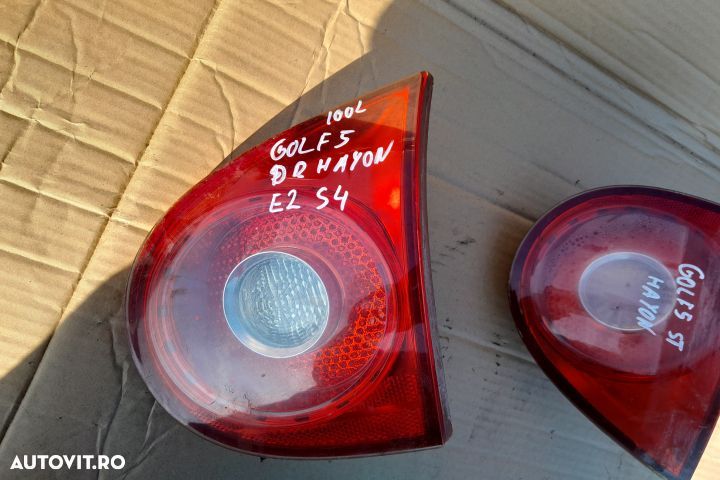 100L
GOLF5
DR HAYON
E2 S4
GOLF5 ST
HAYON
AUTOVIT.RO